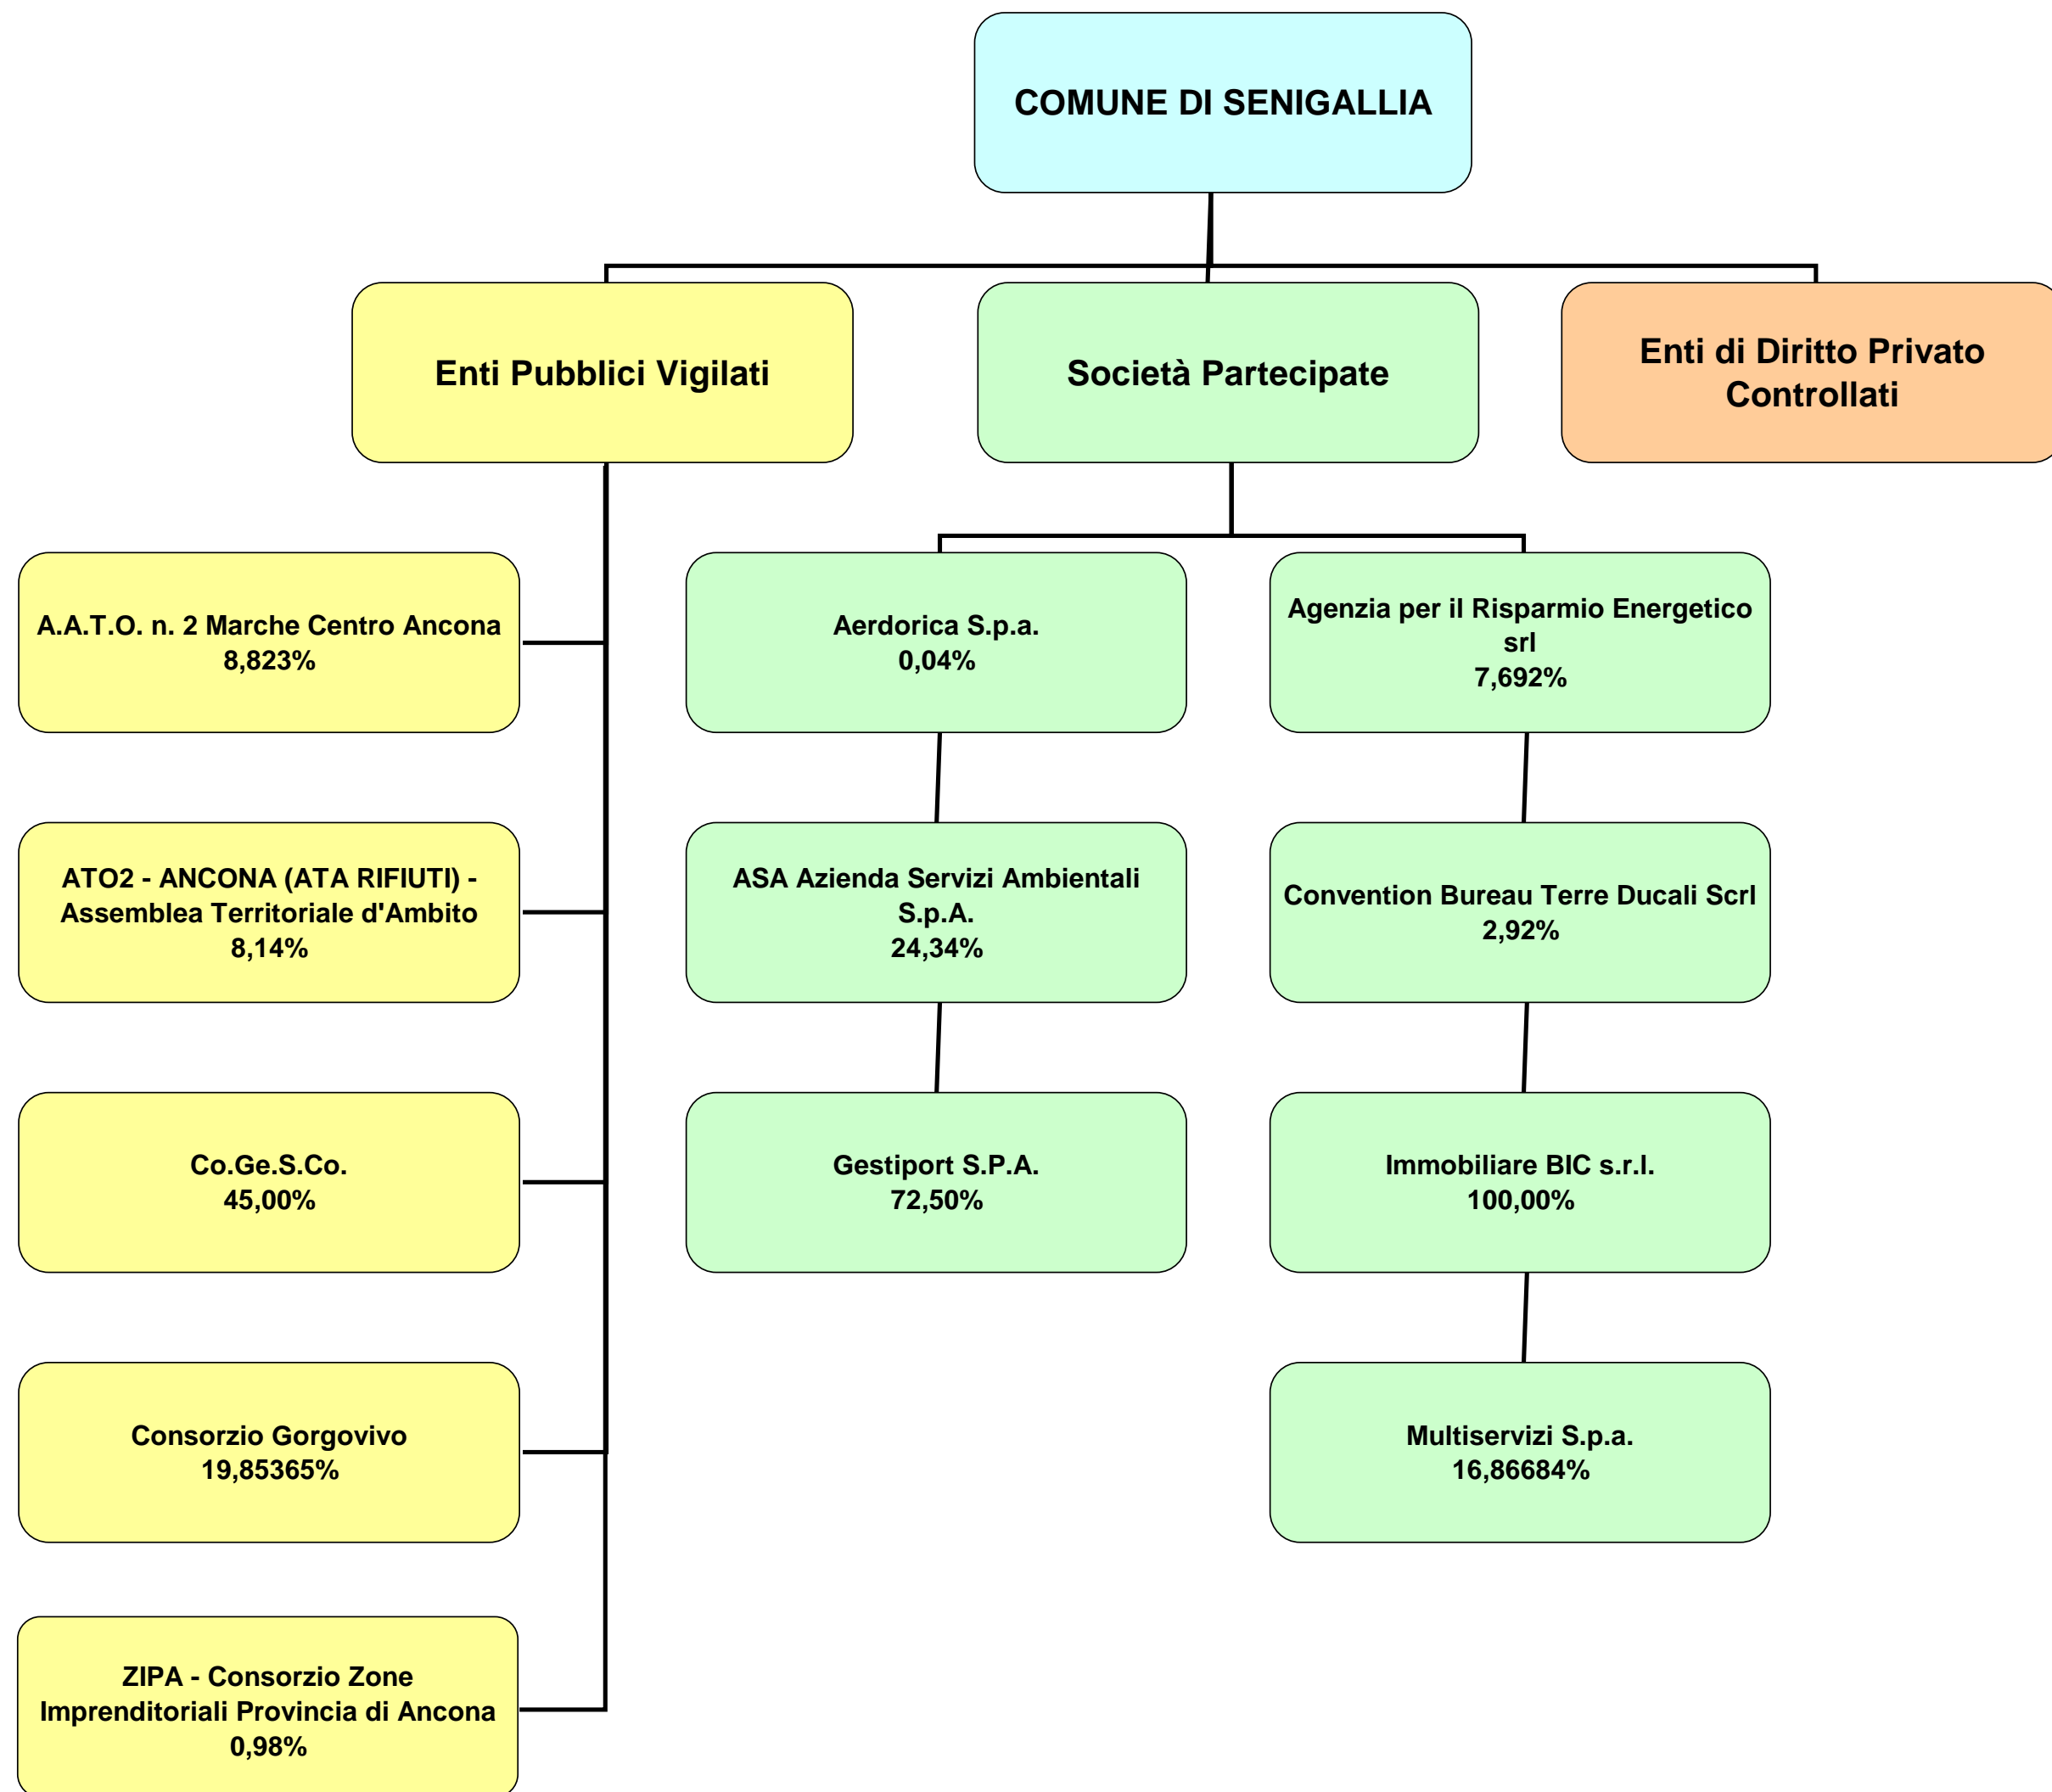 COMUNE DI SENIGALLIA
Enti Pubblici Vigilati
Società Partecipate
Enti di Diritto Privato
Controllati
A.A.T.O. n. 2 Marche Centro Ancona
8,823%
ATO2 - ANCONA (ATA RIFIUTI) -
Assemblea Territoriale d'Ambito
8,14%
Co.Ge.S.Co.
45,00%
Consorzio Gorgovivo
19,85365%
ZIPA - Consorzio Zone
Imprenditoriali Provincia di Ancona
0,98%
Aerdorica S.p.a.
0,04%
ASA Azienda Servizi Ambientali
S.p.A.
24,34%
Gestiport S.P.A.
72,50%
Agenzia per il Risparmio Energetico
srl
7,692%
Convention Bureau Terre Ducali Scrl
2,92%
Immobiliare BIC s.r.l.
100,00%
Multiservizi S.p.a.
16,86684%